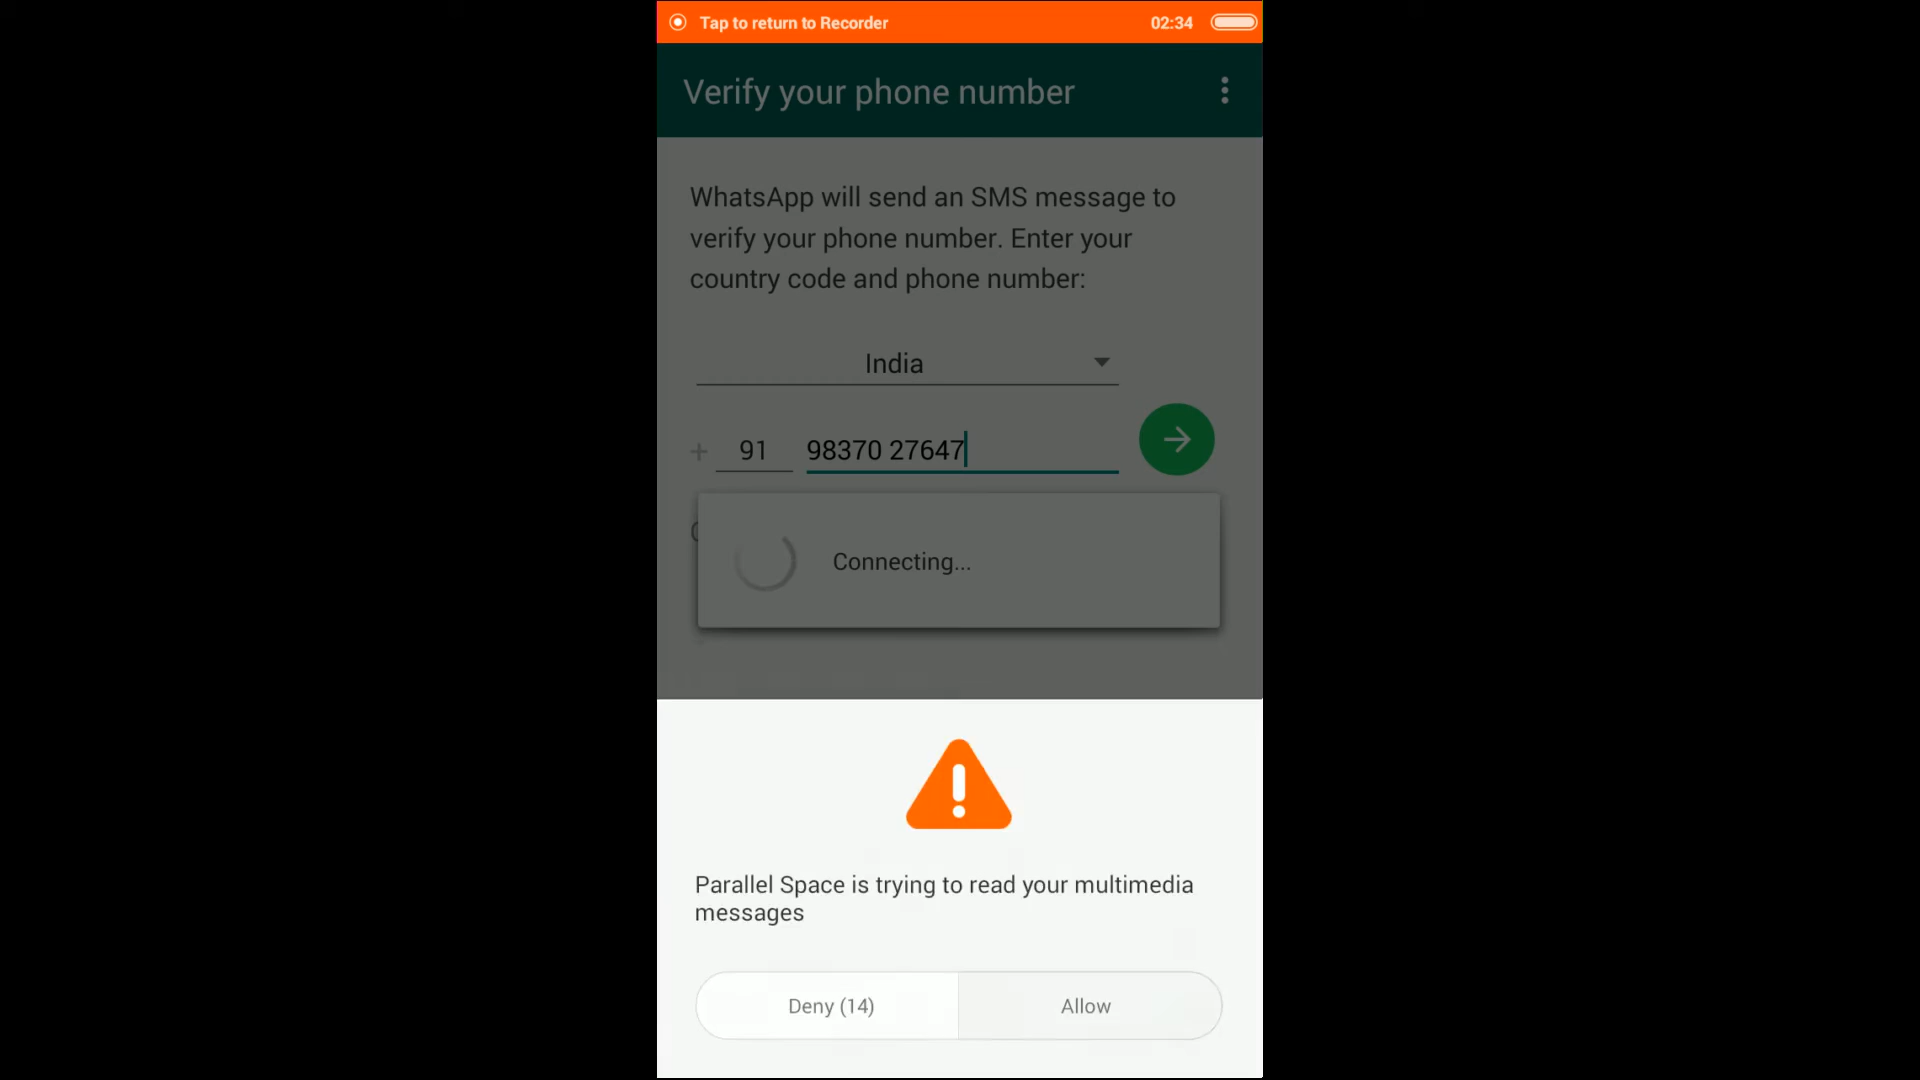 Tap to return to Recorder 02:34
Verify your phone number
WhatsApp will send an SMS message to
verify your phone number. Enter your
country code and phone number:
India
+ 91 98370 27647
Connecting...
Parallel Space is trying to read your multimedia
messages
Deny (14) Allow